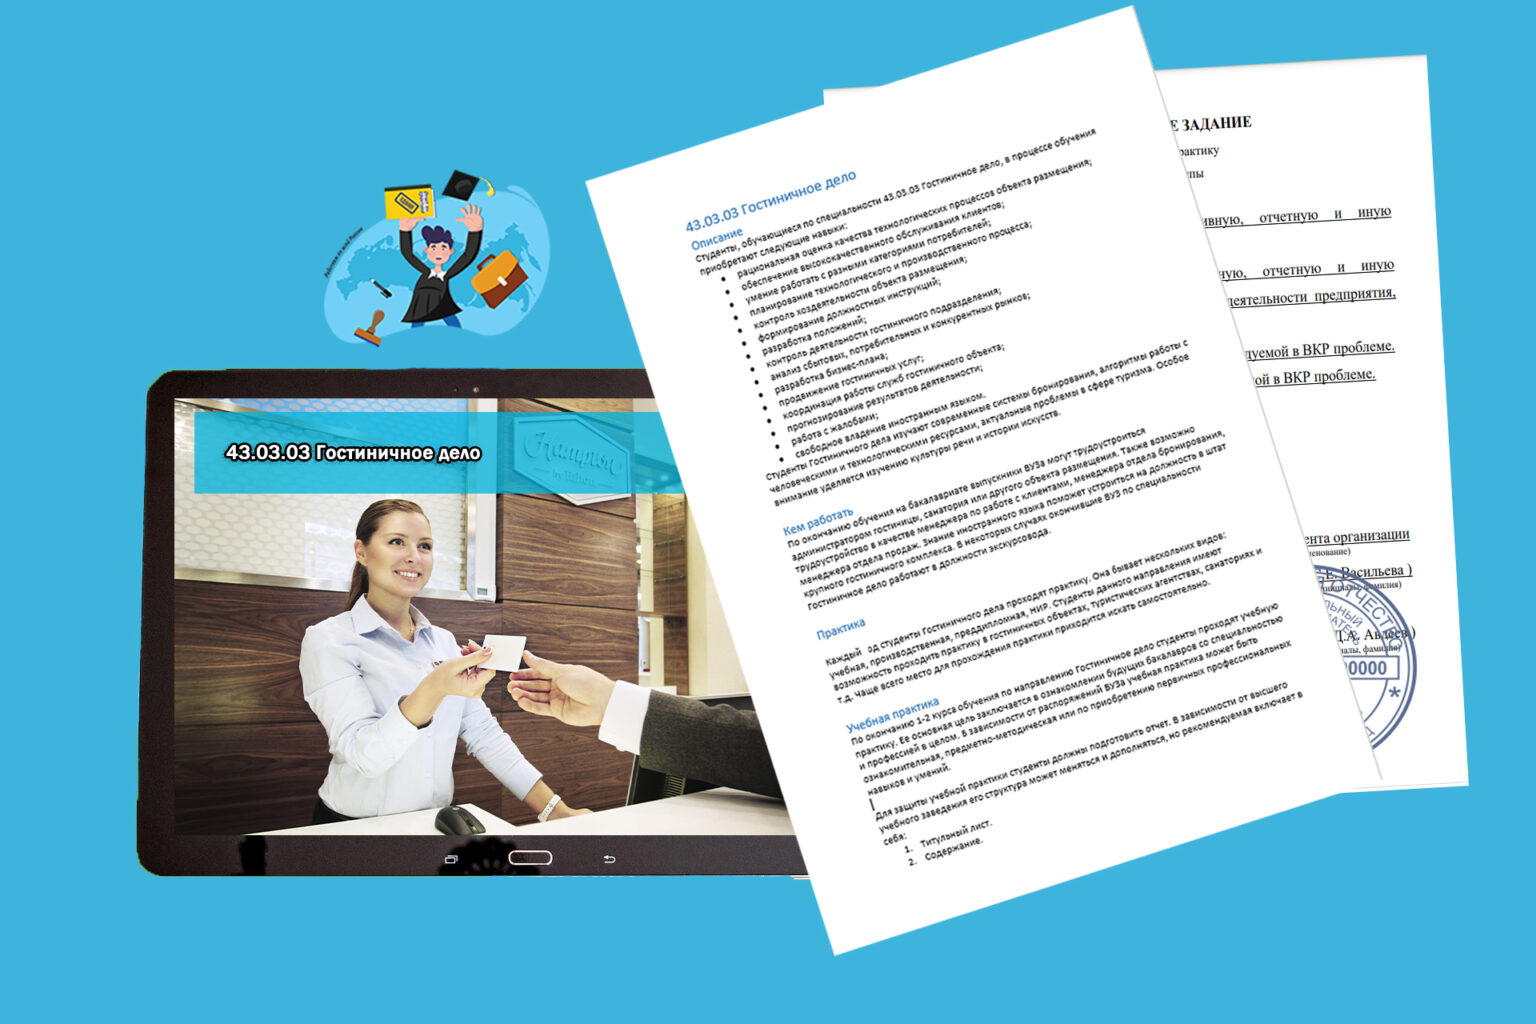 43.03.03 Гостиничное дело
Hampton
by Hilton
43.03.03 Гостиничное дело
Описание
Студенты, обучающиеся по специальности 43.03.03 Гостиничное дело, в процессе обучения
приобретают следующие навыки:
• рациональная оценка качества технологических процессов объекта размещения;
• обеспечение высококачественного обслуживания клиентов;
• умение работать с разными категориями потребителей;
• планирование технологического и производственного процесса;
• контроль хоздеятельности объекта размещения;
• формирование должностных инструкций;
• разработка положений;
• контроль деятельности гостиничного подразделения;
• анализ сбытовых, потребительных и конкурентных рынков;
• разработка бизнес-плана;
• продвижение гостиничных услуг;
• координация работы служб гостиничного объекта;
• прогнозирование результатов деятельности;
• работа с жалобами;
• свободное владение иностранным языком.
Студенты Гостиничного дела изучают современные системы бронирования, алгоритмы работы с
человеческими и технологическими ресурсами, актуальные проблемы в сфере туризма. Особое
внимание уделяется изучению культуры речи и истории искусств.
Кем работать
По окончанию обучения на бакалавриате выпускники ВУЗа могут трудоустроиться
администратором гостиницы, санатория или другого объекта размещения. Также возможно
трудоустройство в качестве менеджера по работе с клиентами, менеджера отдела бронирования,
менеджера отдела продаж. Знание иностранного языка поможет устроиться на должность в штат
крупного гостиничного комплекса. В некоторых случаях окончившие ВУЗ по специальности
Гостиничное дело работают в должности экскурсовода.
Практика
Каждый од студенты Гостиничного дела проходят практику. Она бывает нескольких видов:
учебная, производственная, преддипломная, НИР. Студенты данного направления имеют
возможность проходить практику в гостиничных объектах, туристических агентствах, санаториях и
т.д. Чаще всего место для прохождения практики приходится искать самостоятельно.
Учебная практика
По окончанию 1-2 курса обучения по направлению Гостиничное дело студенты проходят учебную
практику. Ее основная цель заключается в ознакомлении будущих бакалавров со специальностью
и профессией в целом. В зависимости от распоряжений ВУЗа учебная практика может быть
ознакомительная, предметно-методическая или по приобретению первичных профессиональных
навыков и умений.
Для защиты учебной практики студенты должны подготовить отчет. В зависимости от высшего
учебного заведения его структура может меняться и дополняться, но рекомендуемая включает в
себя:
1. Титульный лист.
2. Содержание.
Е ЗАДАНИЕ
рактику
пы
ивную, отчетную и иную
ную, отчетную и иную
деятельности предприятия,
дуемой в ВКР проблеме.
ой в ВКР проблеме.
ента организации
енование)
Е. Васильева )
Д.А. Авдеев )
0000